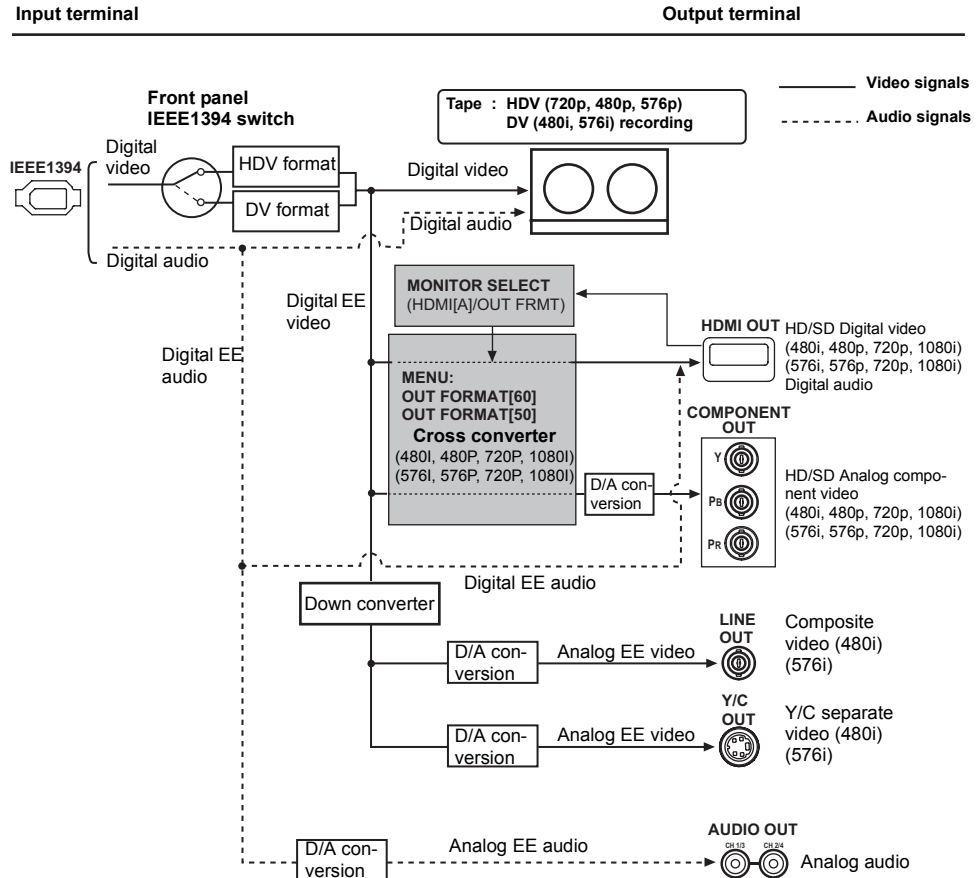 Input terminal
Output terminal
Video signals
Audio signals
Front panel
IEEE1394 switch
Tape : HDV (720p, 480p, 576p)
DV (480i, 576i) recording
IEEE1394
Digital
video
HDV format
DV format
Digital video
Digital audio
Digital audio
Digital EE
video
MONITOR SELECT
(HDMI[A]/OUT FRMT)
HDMI OUT
HD/SD Digital video
(480i, 480p, 720p, 1080i)
(576i, 576p, 720p, 1080i)
Digital audio
Digital EE
audio
MENU:
OUT FORMAT[60]
OUT FORMAT[50]
Cross converter
(480I, 480P, 720P, 1080I)
(576I, 576P, 720P, 1080I)
D/A con-
version
COMPONENT
OUT
Y
PB
PR
HD/SD Analog compo-
nent video
(480i, 480p, 720p, 1080i)
(576i, 576p, 720p, 1080i)
Digital EE audio
Down converter
D/A con-
version
Analog EE video
LINE
OUT
Composite
video (480i)
(576i)
D/A con-
version
Analog EE video
Y/C
OUT
Y/C separate
video (480i)
(576i)
D/A con-
version
Analog EE audio
AUDIO OUT
CH 1/3
CH 2/4
Analog audio